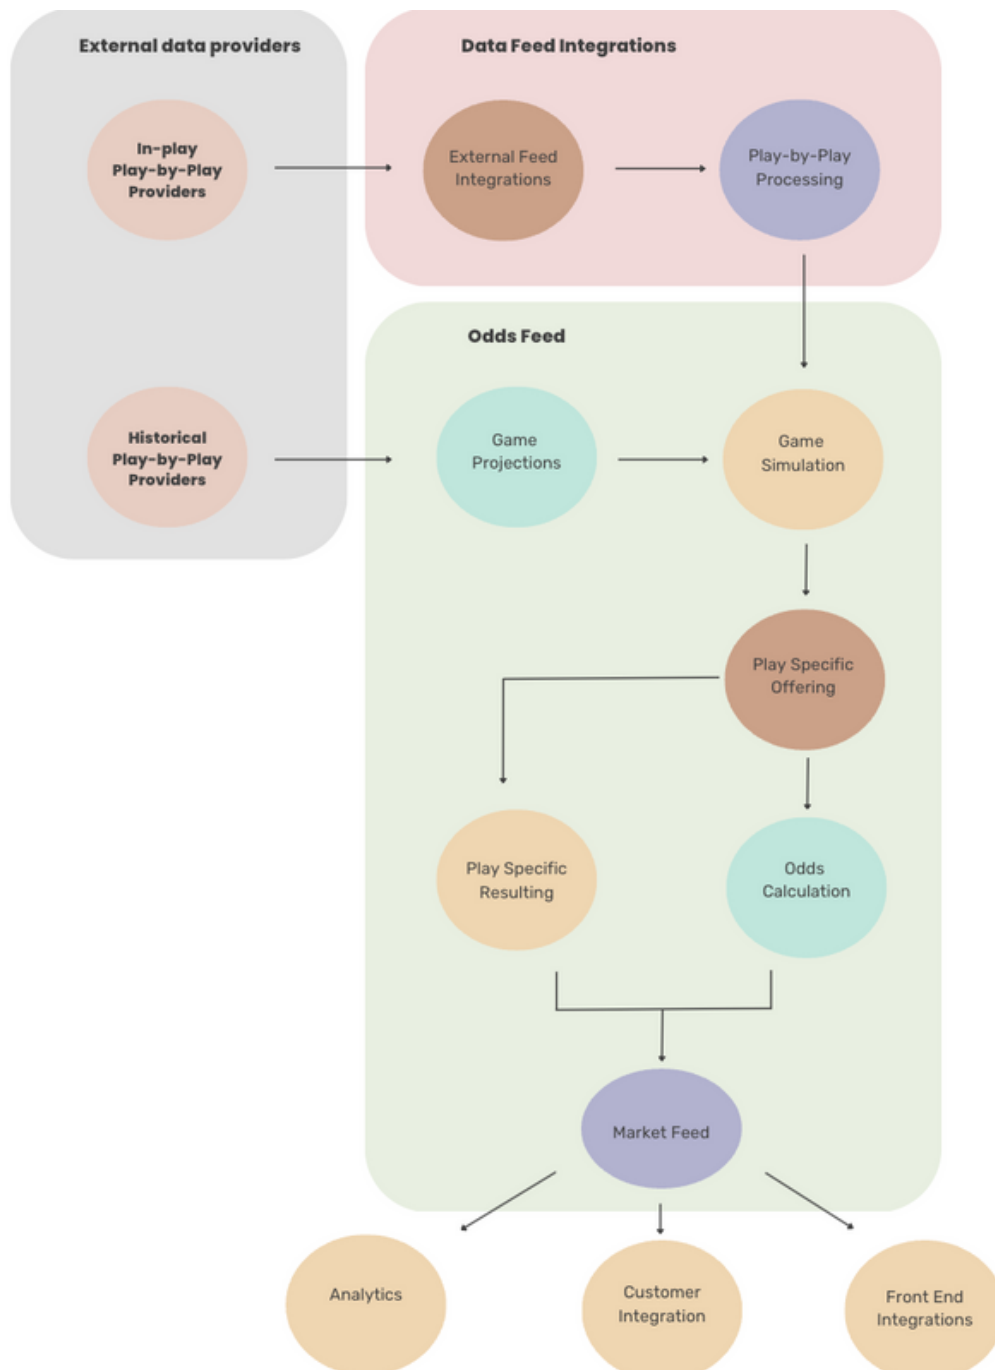 External data providers
Data Feed Integrations
In-play
Play-by-Play
Providers
External Feed
Integrations
Play-by-Play
Processing
Odds Feed
Historical
Play-by-Play
Providers
Game
Projections
Game
Simulation
Play Specific
Offering
Play Specific
Resulting
Odds
Calculation
Market Feed
Analytics
Customer
Integration
Front End
Integrations